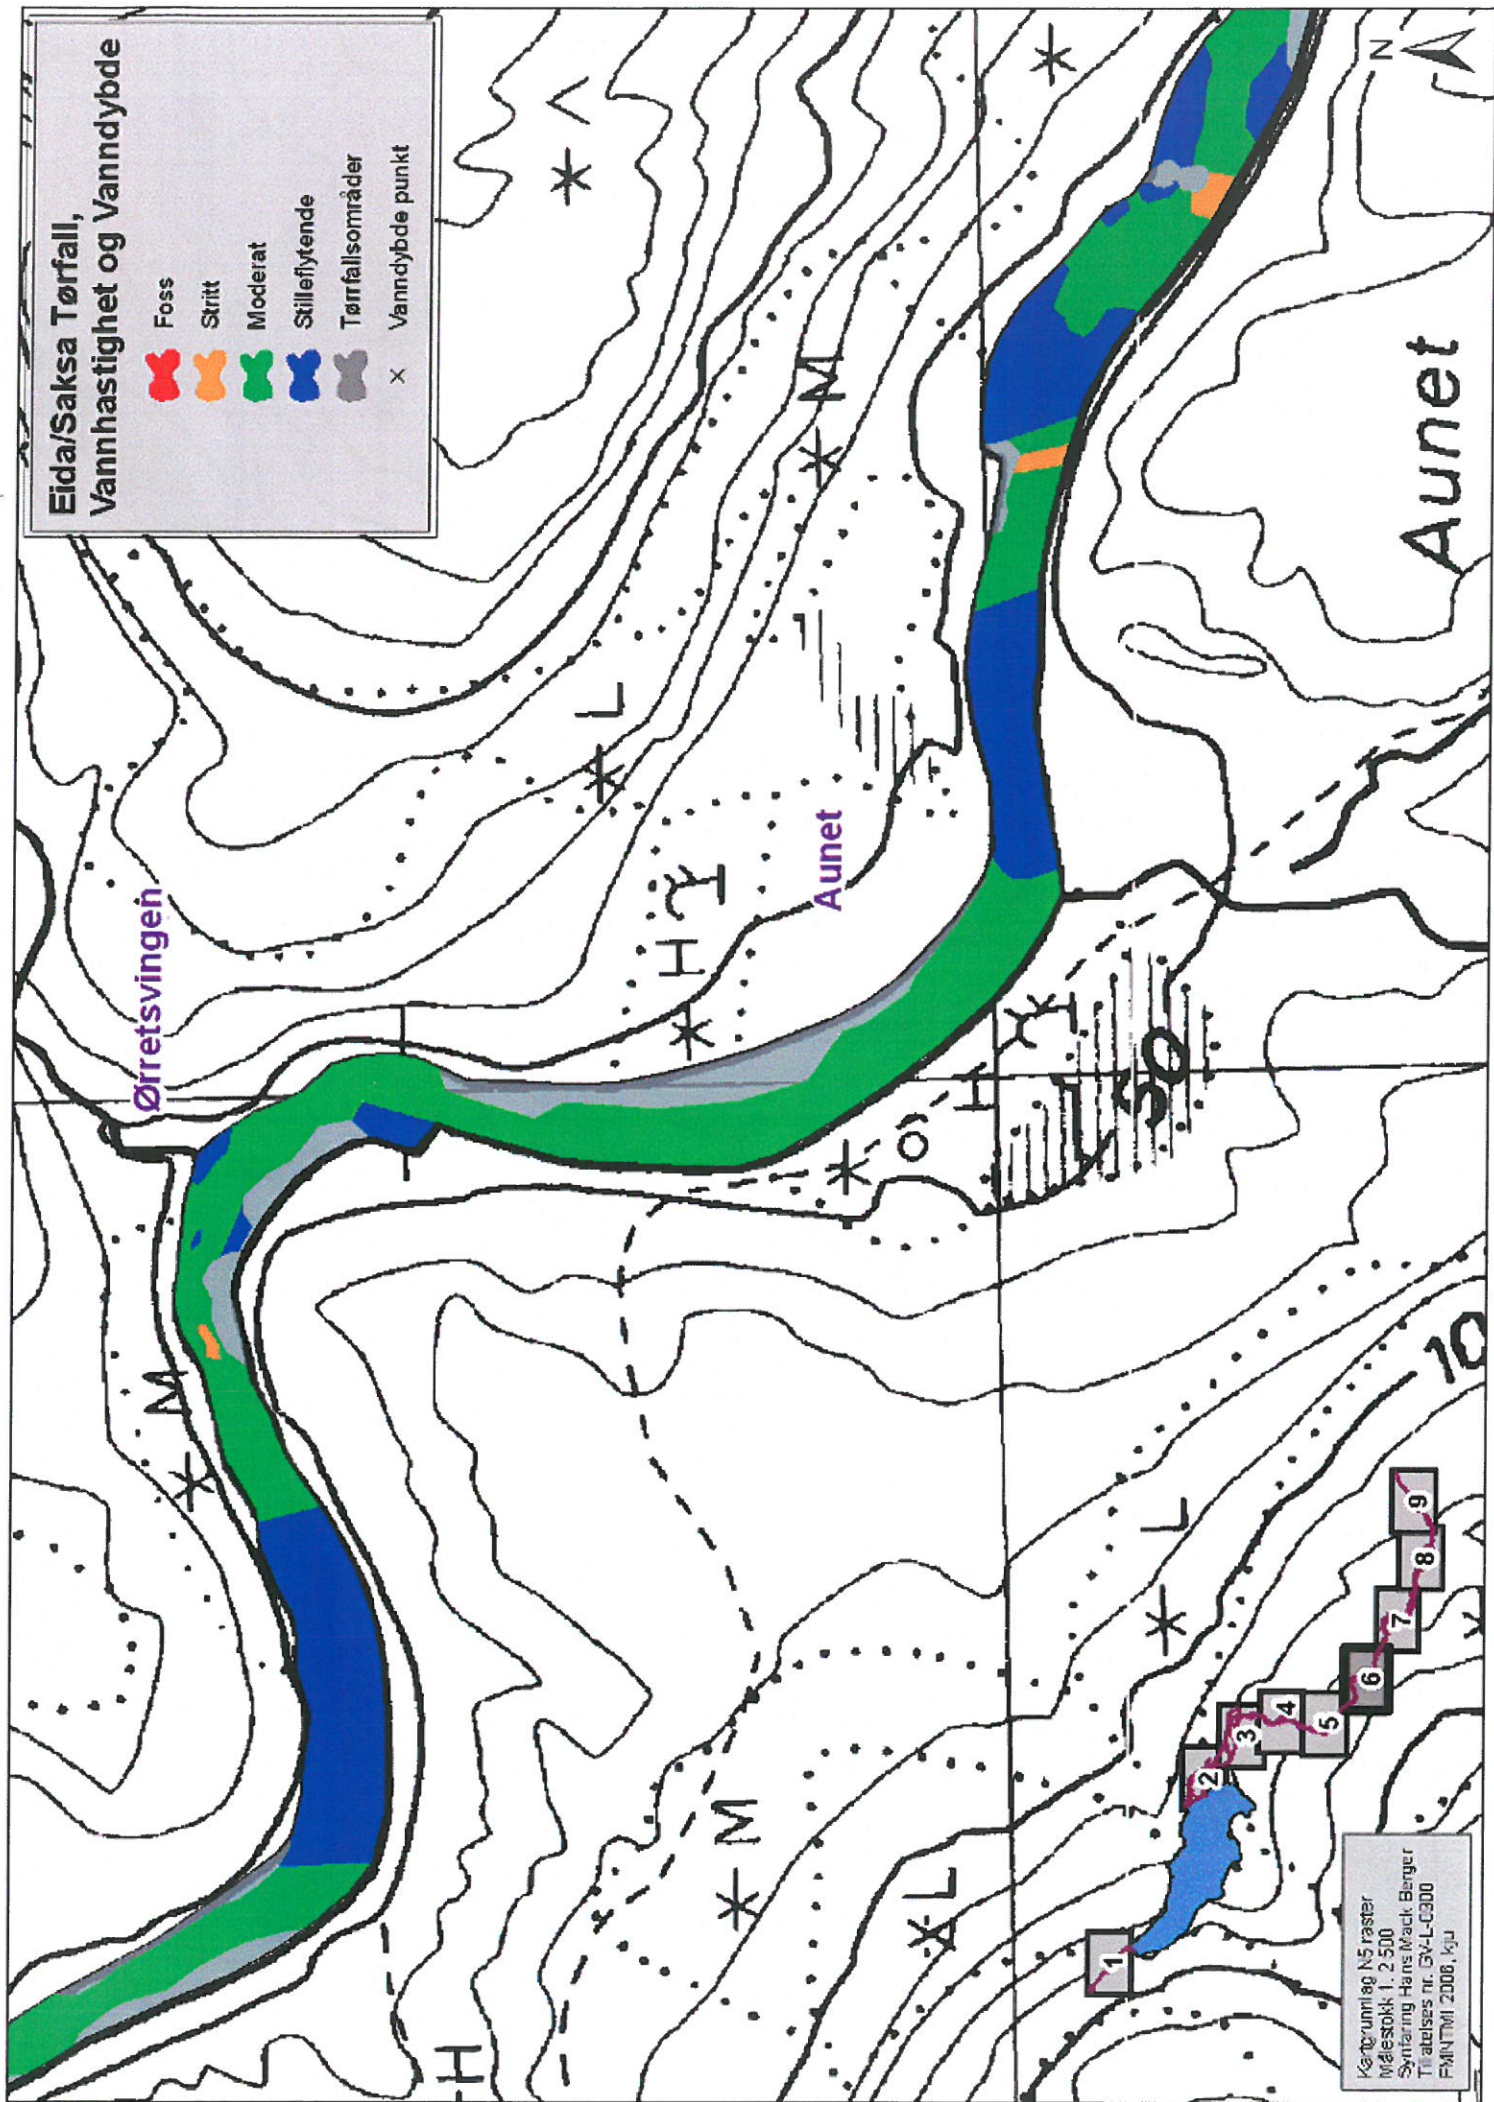 Eida/Saksa Tørfall,
Vannhastighet og Vanndybde
Foss
Stritt
Moderat
Stilleflytende
Tørrfallsområder
× Vanndybde punkt
N
Ørretsvingen
Aunet
Aunet
M
M
L
H
H
50
M
L
L
H
10
1
2
3
4
5
6
7
8
9
Kartgrunnlag N5 raster
Målestokk 1: 2 500
Synfaring Hans Mack Berger
Tillatelses nr. GV-L-0300
FMNTMI 2008, kju